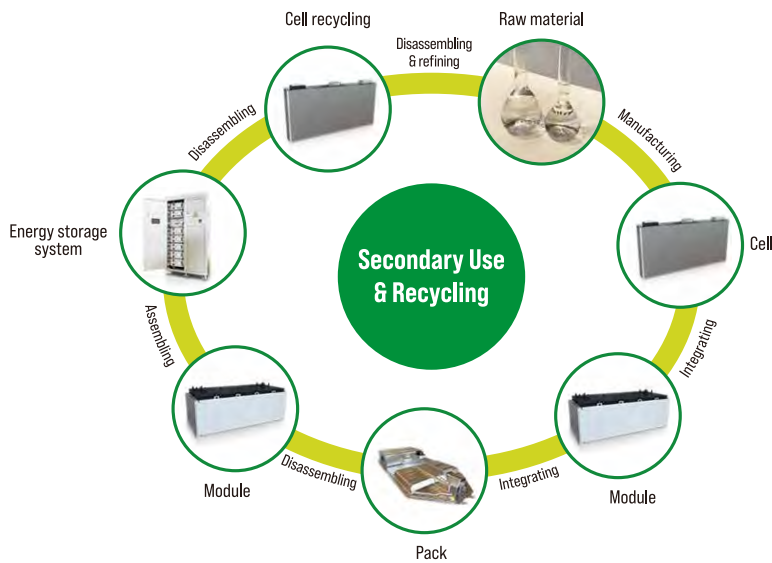 Cell recycling
Disassembling
& refining
Raw material
Manufacturing
Cell
Integrating
Module
Integrating
Pack
Disassembling
Module
Assembling
Energy storage
system
Disassembling
Secondary Use
& Recycling